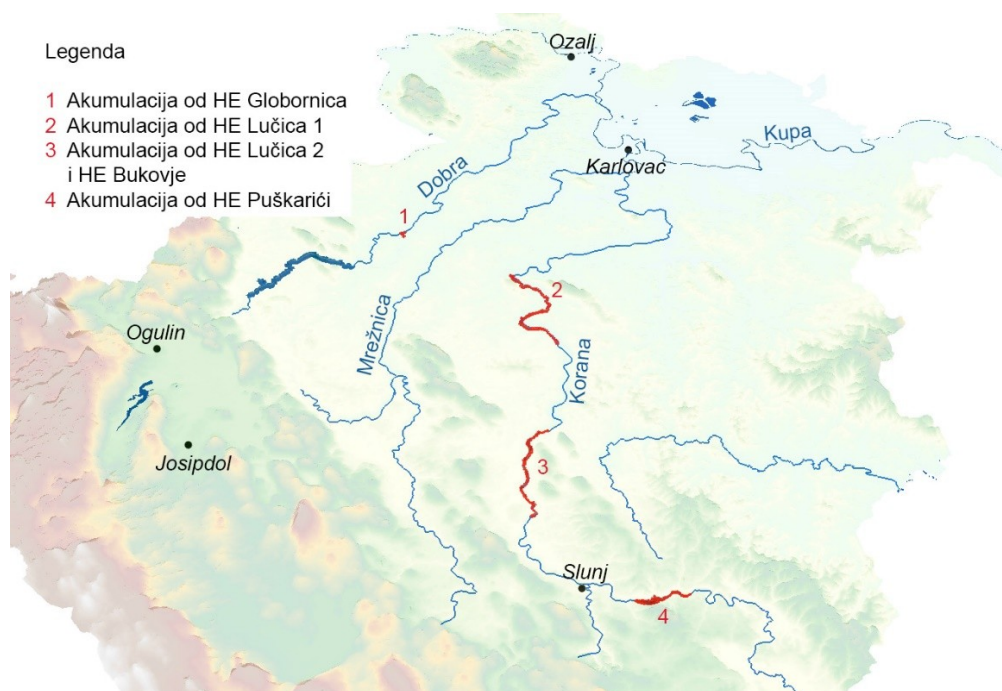 Legenda
1 Akumulacija od HE Globornica
2 Akumulacija od HE Lučica 1
3 Akumulacija od HE Lučica 2
i HE Bukovje
4 Akumulacija od HE Puškarići
Ozalj
Kupa
Karlovac
Dobra
1
2
Mrežnica
Ogulin
Korana
Josipdol
3
Slunj
4